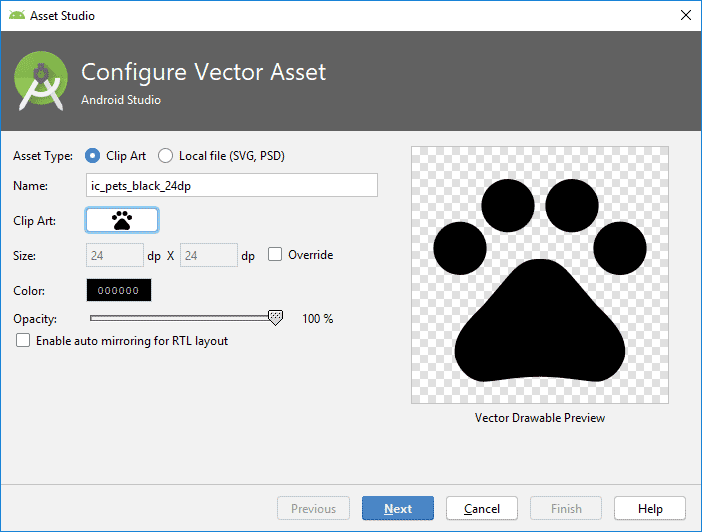 Asset Studio
Configure Vector Asset
Android Studio
Asset Type: Clip Art Local file (SVG, PSD)
Name: ic_pets_black_24dp
Clip Art:
Size: 24 dp X 24 dp Override
Color: 000000
Opacity: 100 %
Enable auto mirroring for RTL layout
Vector Drawable Preview
Previous Next Cancel Finish Help